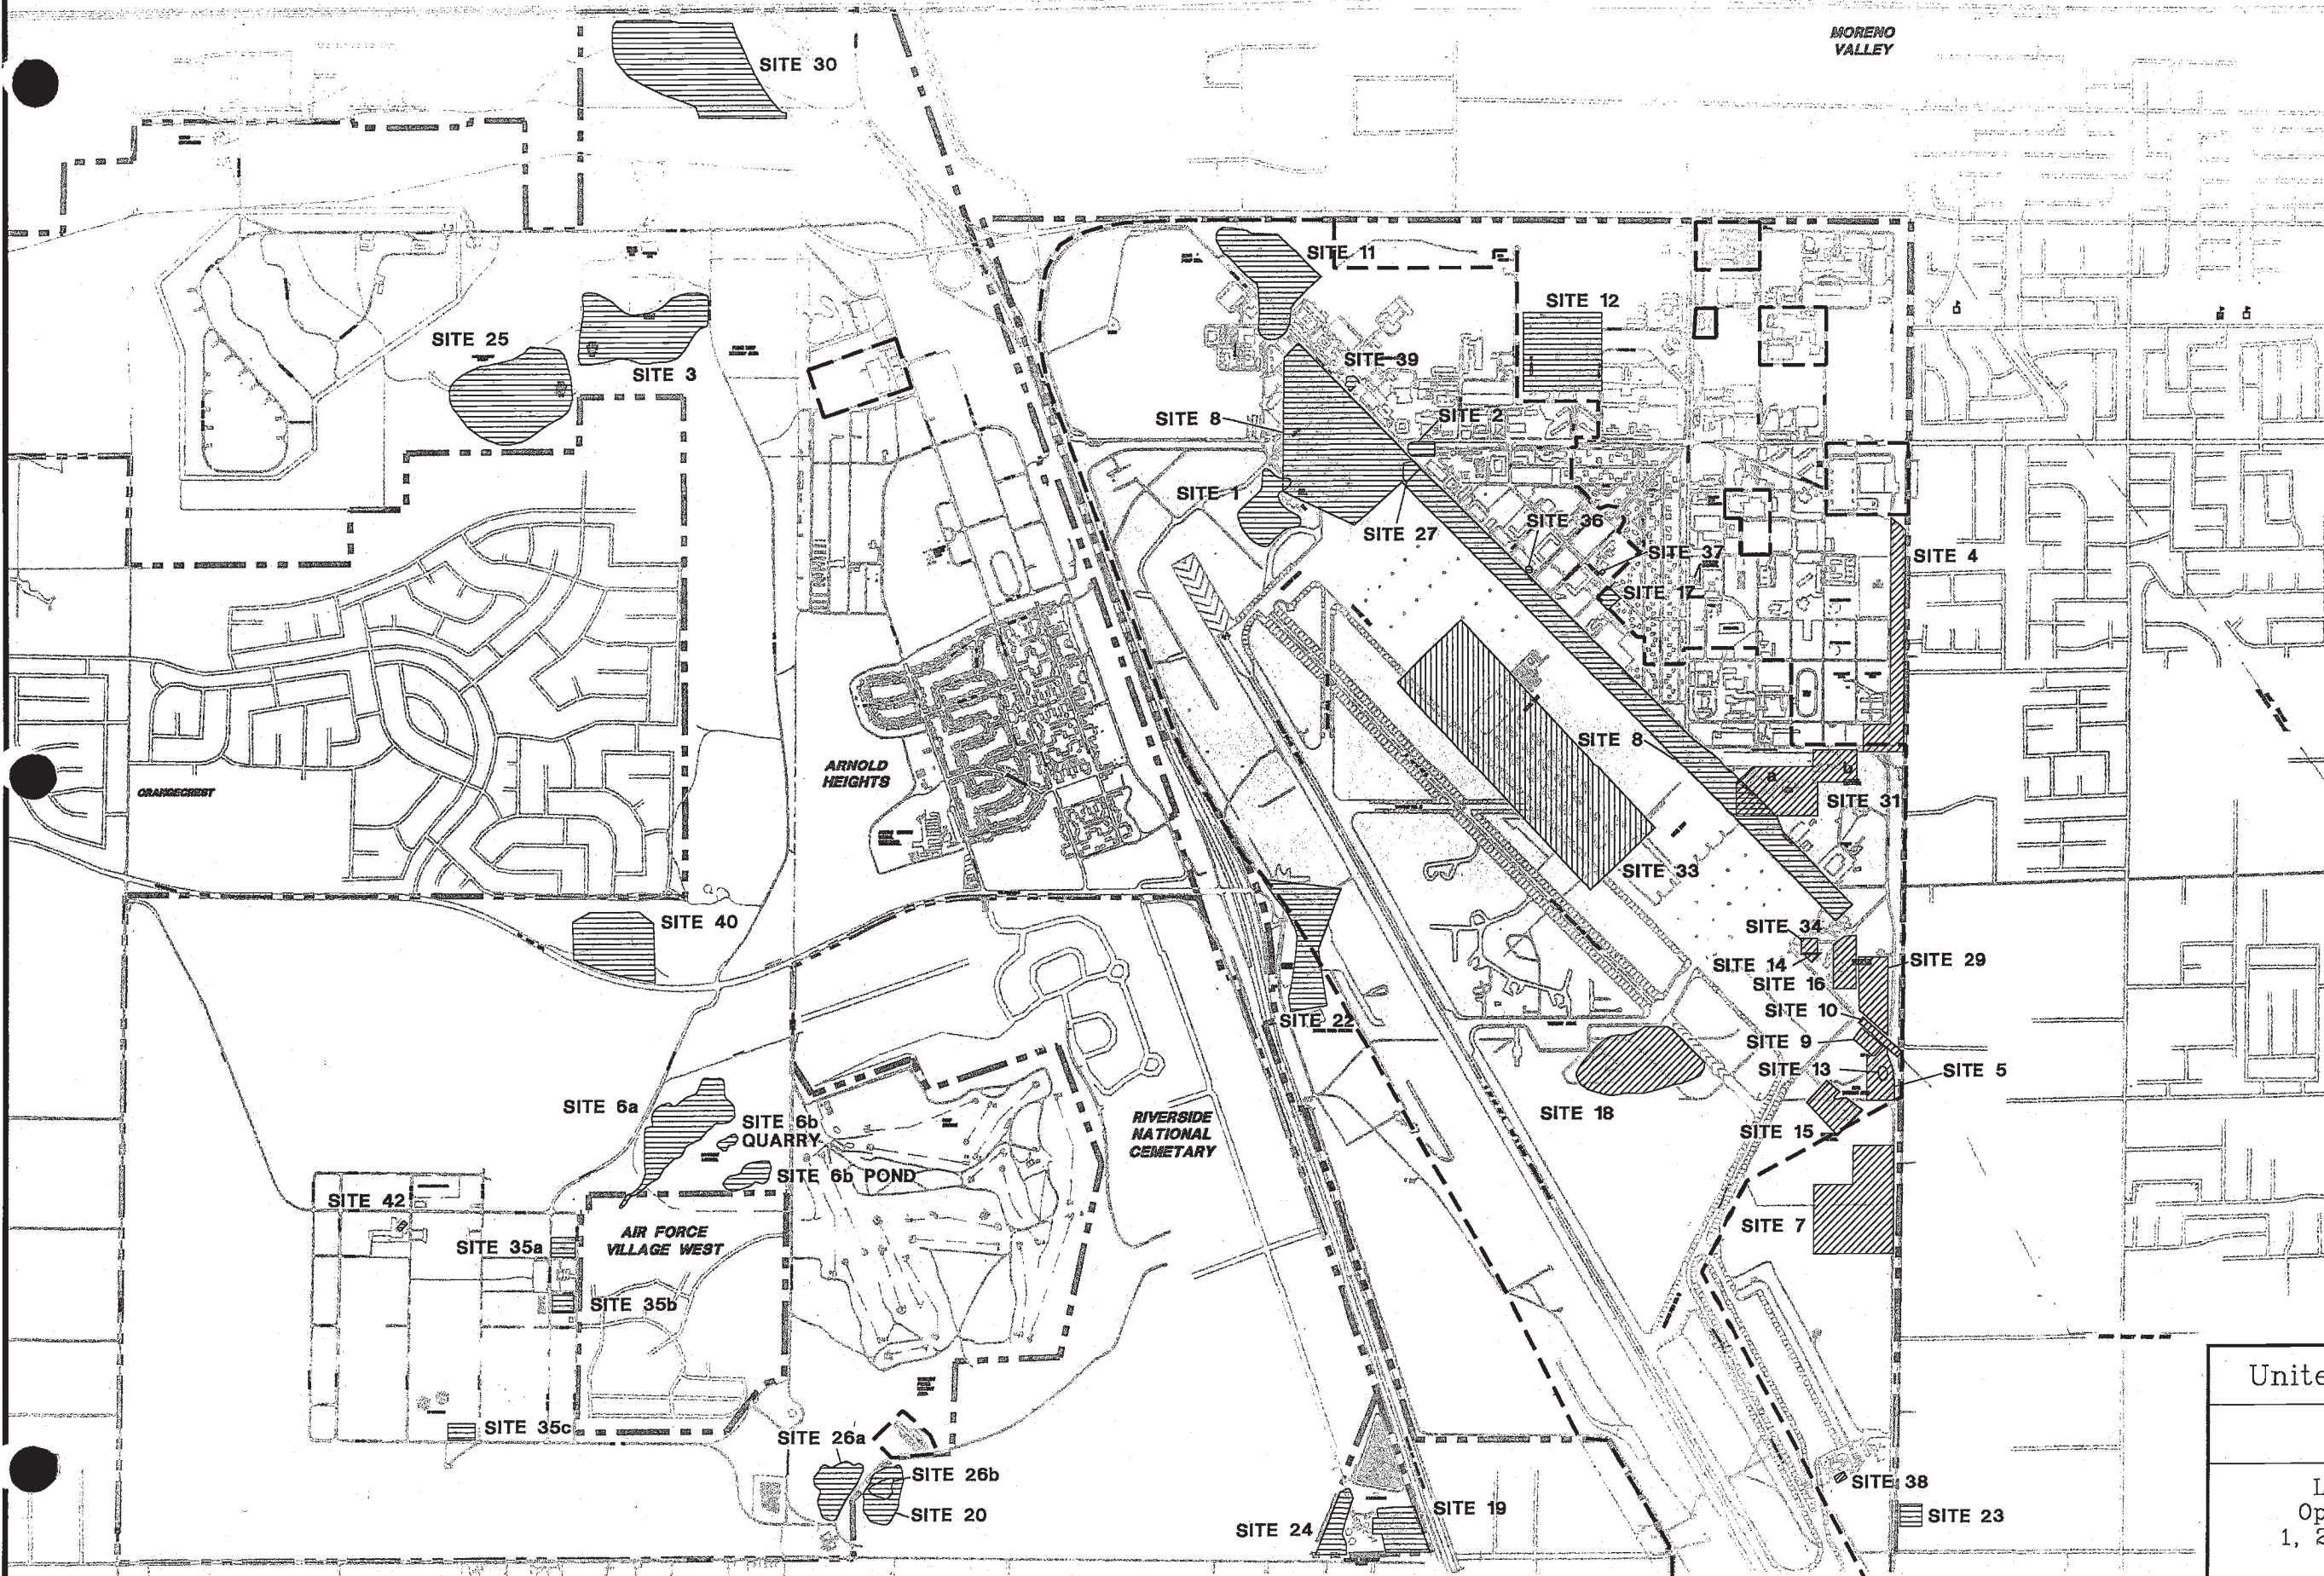 MORENO
VALLEY
SITE 30
SITE 11
SITE 12
SITE 25
SITE 3
SITE 39
SITE 8
SITE 2
SITE 1
SITE 27
SITE 36
SITE 37
SITE 4
SITE 17
SITE 8
ARNOLD
HEIGHTS
ORANGECREST
a
b
SITE 31
SITE 33
SITE 40
SITE 34
SITE 14
SITE 29
SITE 16
SITE 22
SITE 10
SITE 9
SITE 13
SITE 5
SITE 6a
SITE 6b
QUARRY
SITE 18
RIVERSIDE
NATIONAL
CEMETARY
SITE 15
SITE 6b POND
SITE 42
SITE 7
AIR FORCE
VILLAGE WEST
SITE 35a
SITE 35b
SITE 35c
SITE 26a
SITE 26b
SITE 20
SITE 24
SITE 19
SITE 38
SITE 23
Unite
L
Op
1, 2